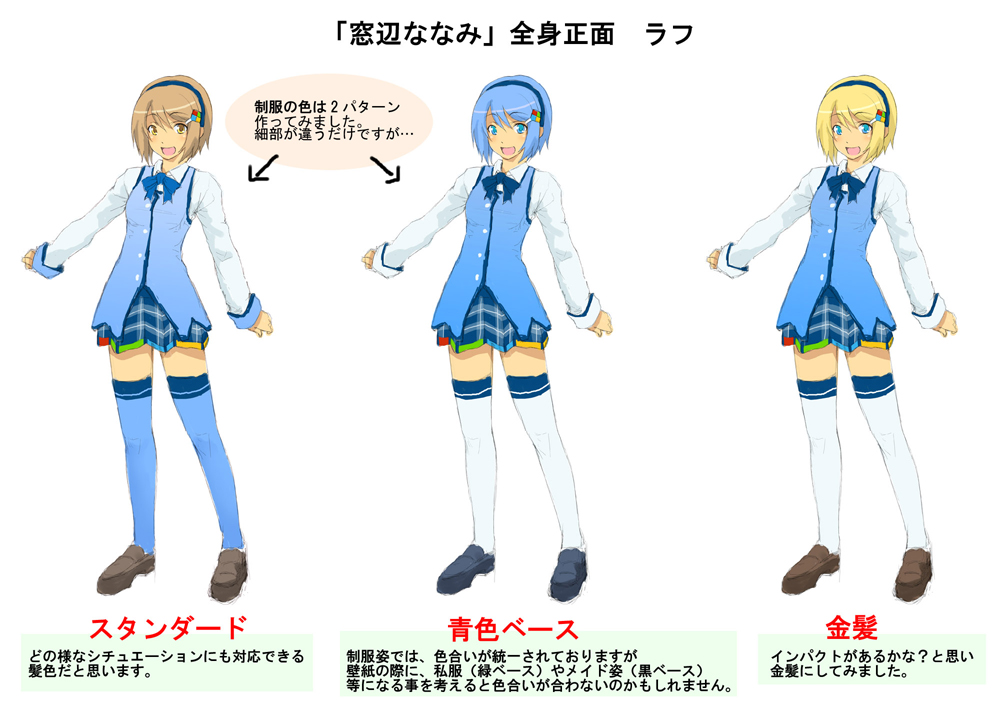 「窓辺ななみ」全身正面　ラフ
制服の色は2パターン
作ってみました。
細部が違うだけですが…
スタンダード
どの様なシチュエーションにも対応できる
髪色だと思います。
青色ベース
制服姿では、色合いが統一されておりますが
壁紙の際に、私服（緑ベース）やメイド姿（黒ベース）
等になる事を考えると色合いが合わないのかもしれません。
金髪
インパクトがあるかな？と思い
金髪にしてみました。